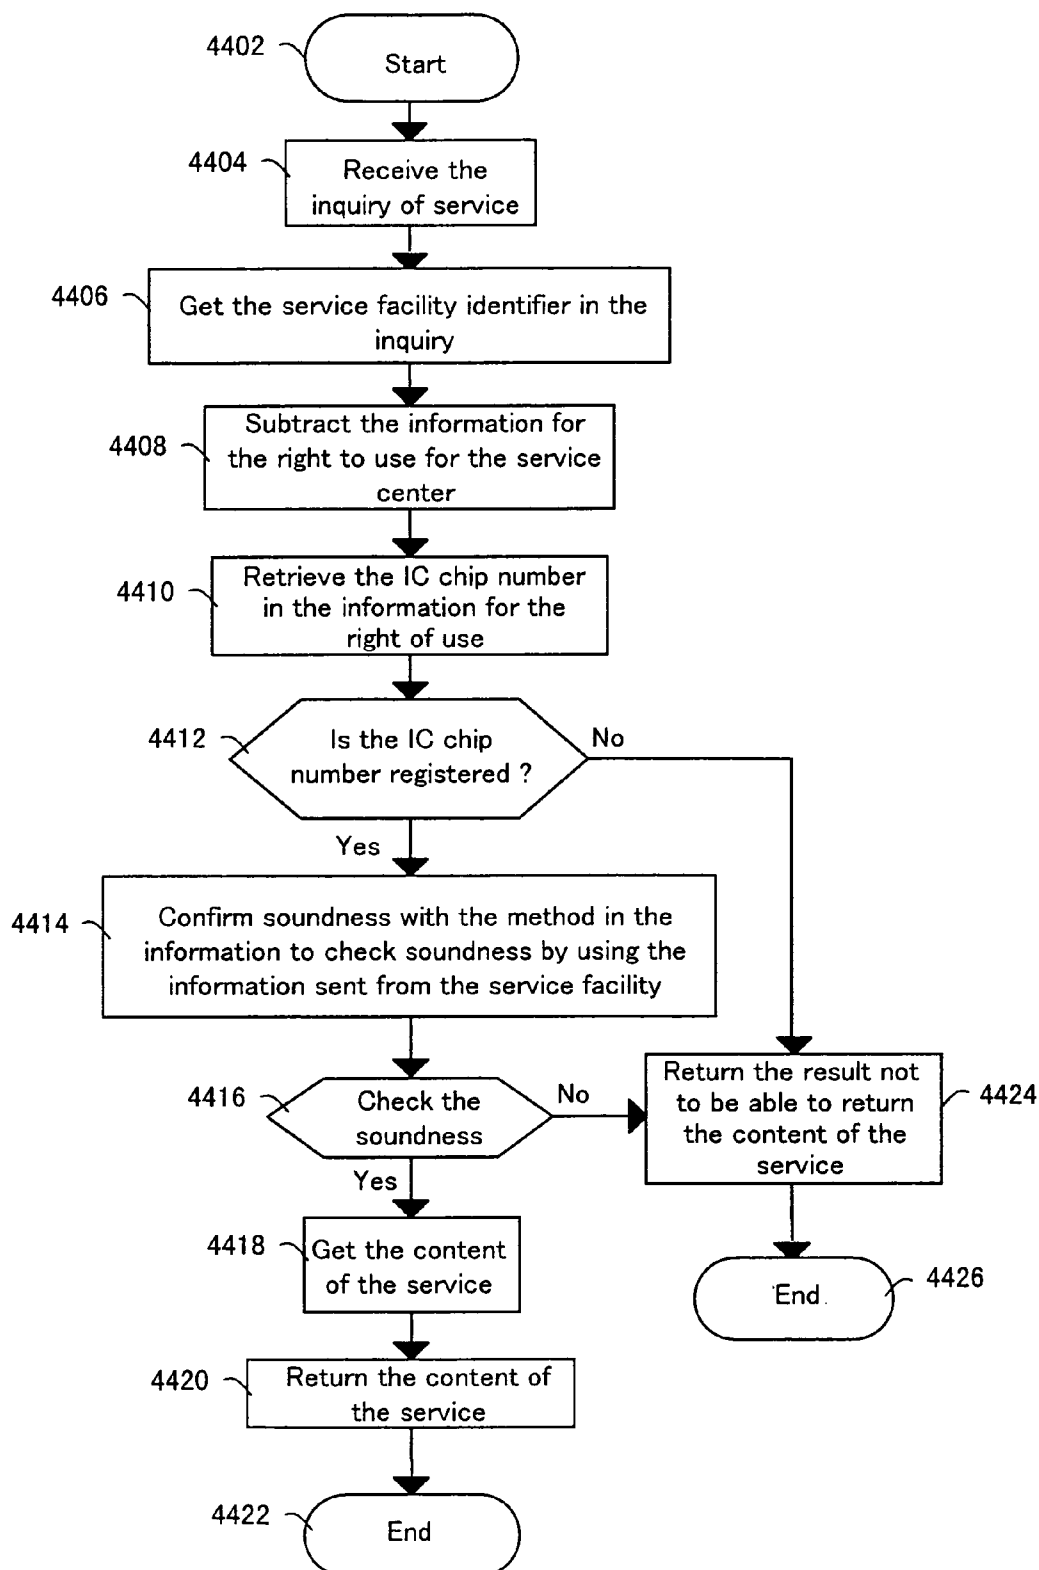 4402
Start
4404
Receive the
inquiry of service
4406
Get the service facility identifier in the
inquiry
4408
Subtract the information for
the right to use for the service
center
4410
Retrieve the IC chip number
in the information for the
right of use
4412
Is the IC chip
number registered ?
No
Yes
4414
Confirm soundness with the method in the
information to check soundness by using the
information sent from the service facility
4416
Check the
soundness
No
Yes
Return the result not
to be able to return
the content of the
service
4424
4418
Get the content
of the service
End
4426
4420
Return the content of
the service
4422
End